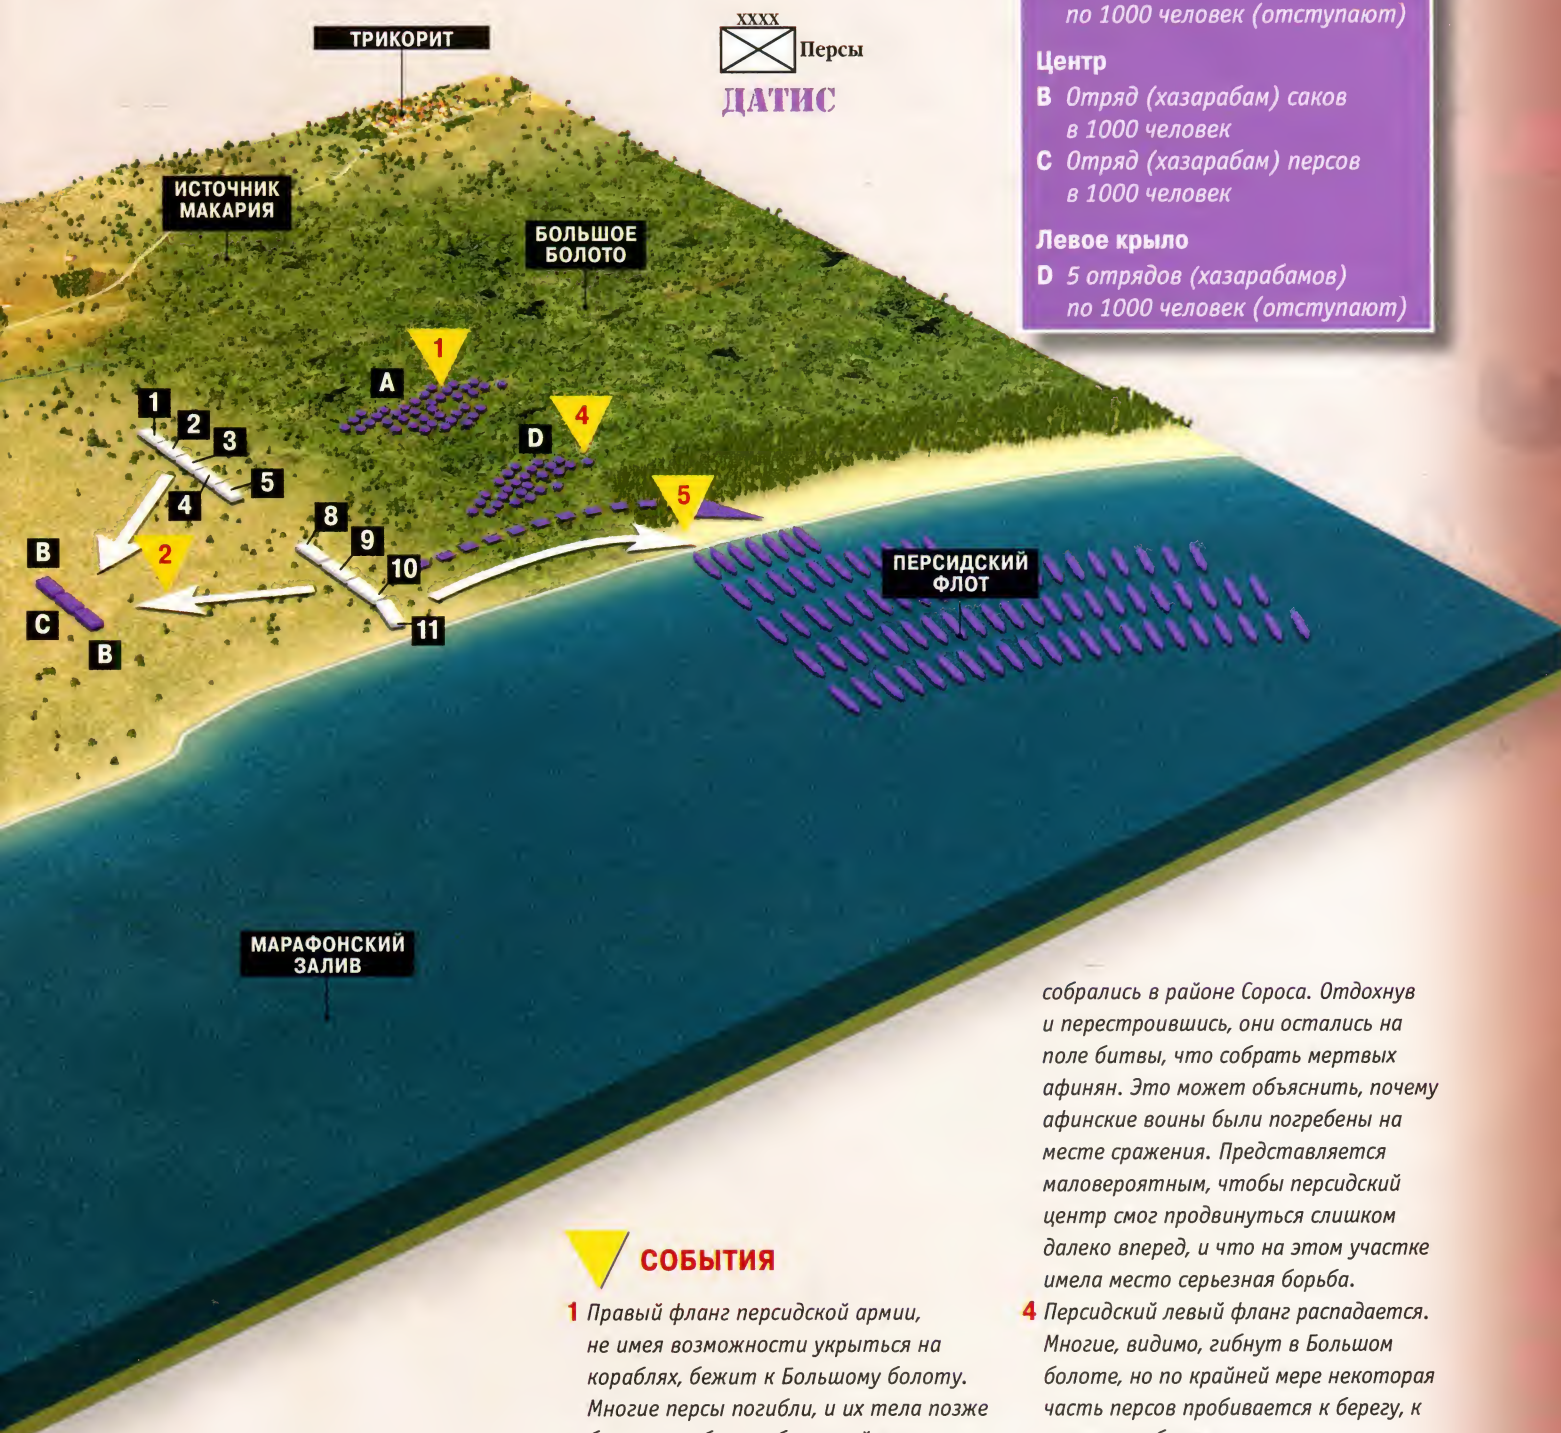 ТРИКОРИТ
XXXX
Персы
ДАТИС
по 1000 человек (отступают)
Центр
B Отряд (хазарабам) саков
в 1000 человек
C Отряд (хазарабам) персов
в 1000 человек
Левое крыло
D 5 отрядов (хазарабамов)
по 1000 человек (отступают)
ИСТОЧНИК
МАКАРИЯ
БОЛЬШОЕ
БОЛОТО
1
A
4
D
5
1
2
3
4
5
8
9
10
11
B
2
C
B
ПЕРСИДСКИЙ
ФЛОТ
МАРАФОНСКИЙ
ЗАЛИВ
СОБЫТИЯ
1 Правый фланг персидской армии,
не имея возможности укрыться на
кораблях, бежит к Большому болоту.
Многие персы погибли, и их тела позже
собрались в районе Сороса. Отдохнув
и перестроившись, они остались на
поле битвы, что собрать мертвых
афинян. Это может объяснить, почему
афинские воины были погребены на
месте сражения. Представляется
маловероятным, чтобы персидский
центр смог продвинуться слишком
далеко вперед, и что на этом участке
имела место серьезная борьба.
4 Персидский левый фланг распадается.
Многие, видимо, гибнут в Большом
болоте, но по крайней мере некоторая
часть персов пробивается к берегу, к